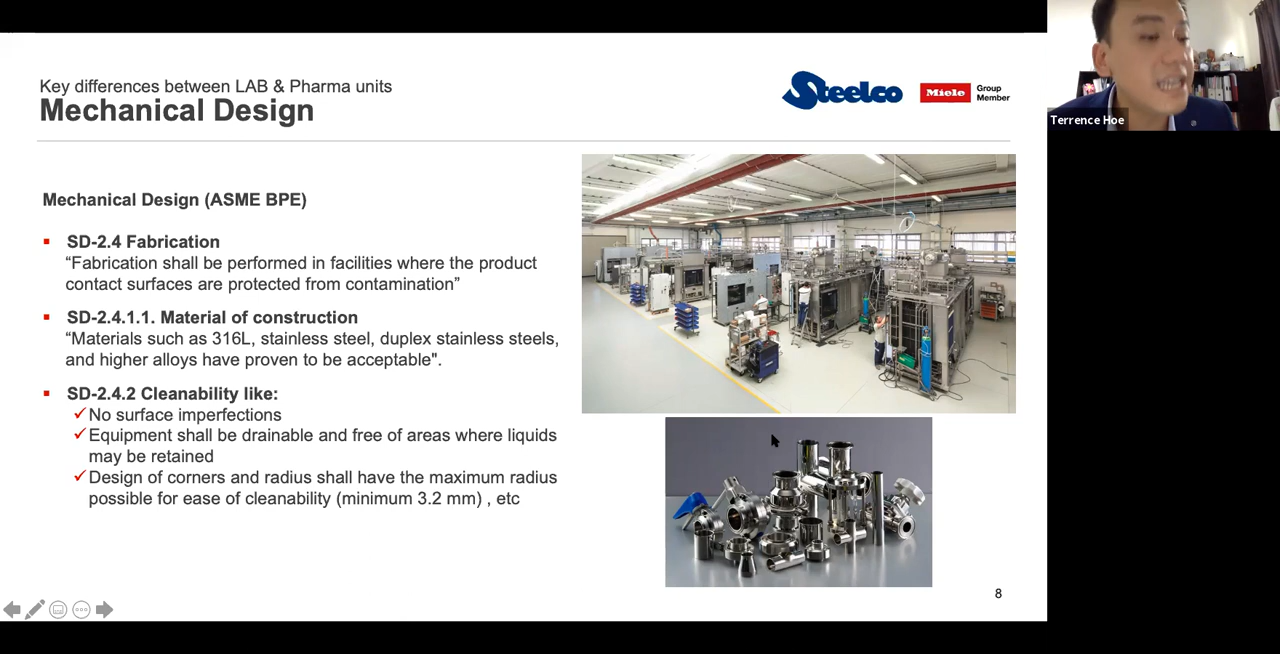 Key differences between LAB & Pharma units
Mechanical Design
Steelco
Miele
Group
Member
Terrence Hoe
Mechanical Design (ASME BPE)
SD-2.4 Fabrication
“Fabrication shall be performed in facilities where the product
contact surfaces are protected from contamination”
SD-2.4.1.1. Material of construction
“Materials such as 316L, stainless steel, duplex stainless steels,
and higher alloys have proven to be acceptable".
SD-2.4.2 Cleanability like:
No surface imperfections
Equipment shall be drainable and free of areas where liquids
may be retained
Design of corners and radius shall have the maximum radius
possible for ease of cleanability (minimum 3.2 mm) , etc
8